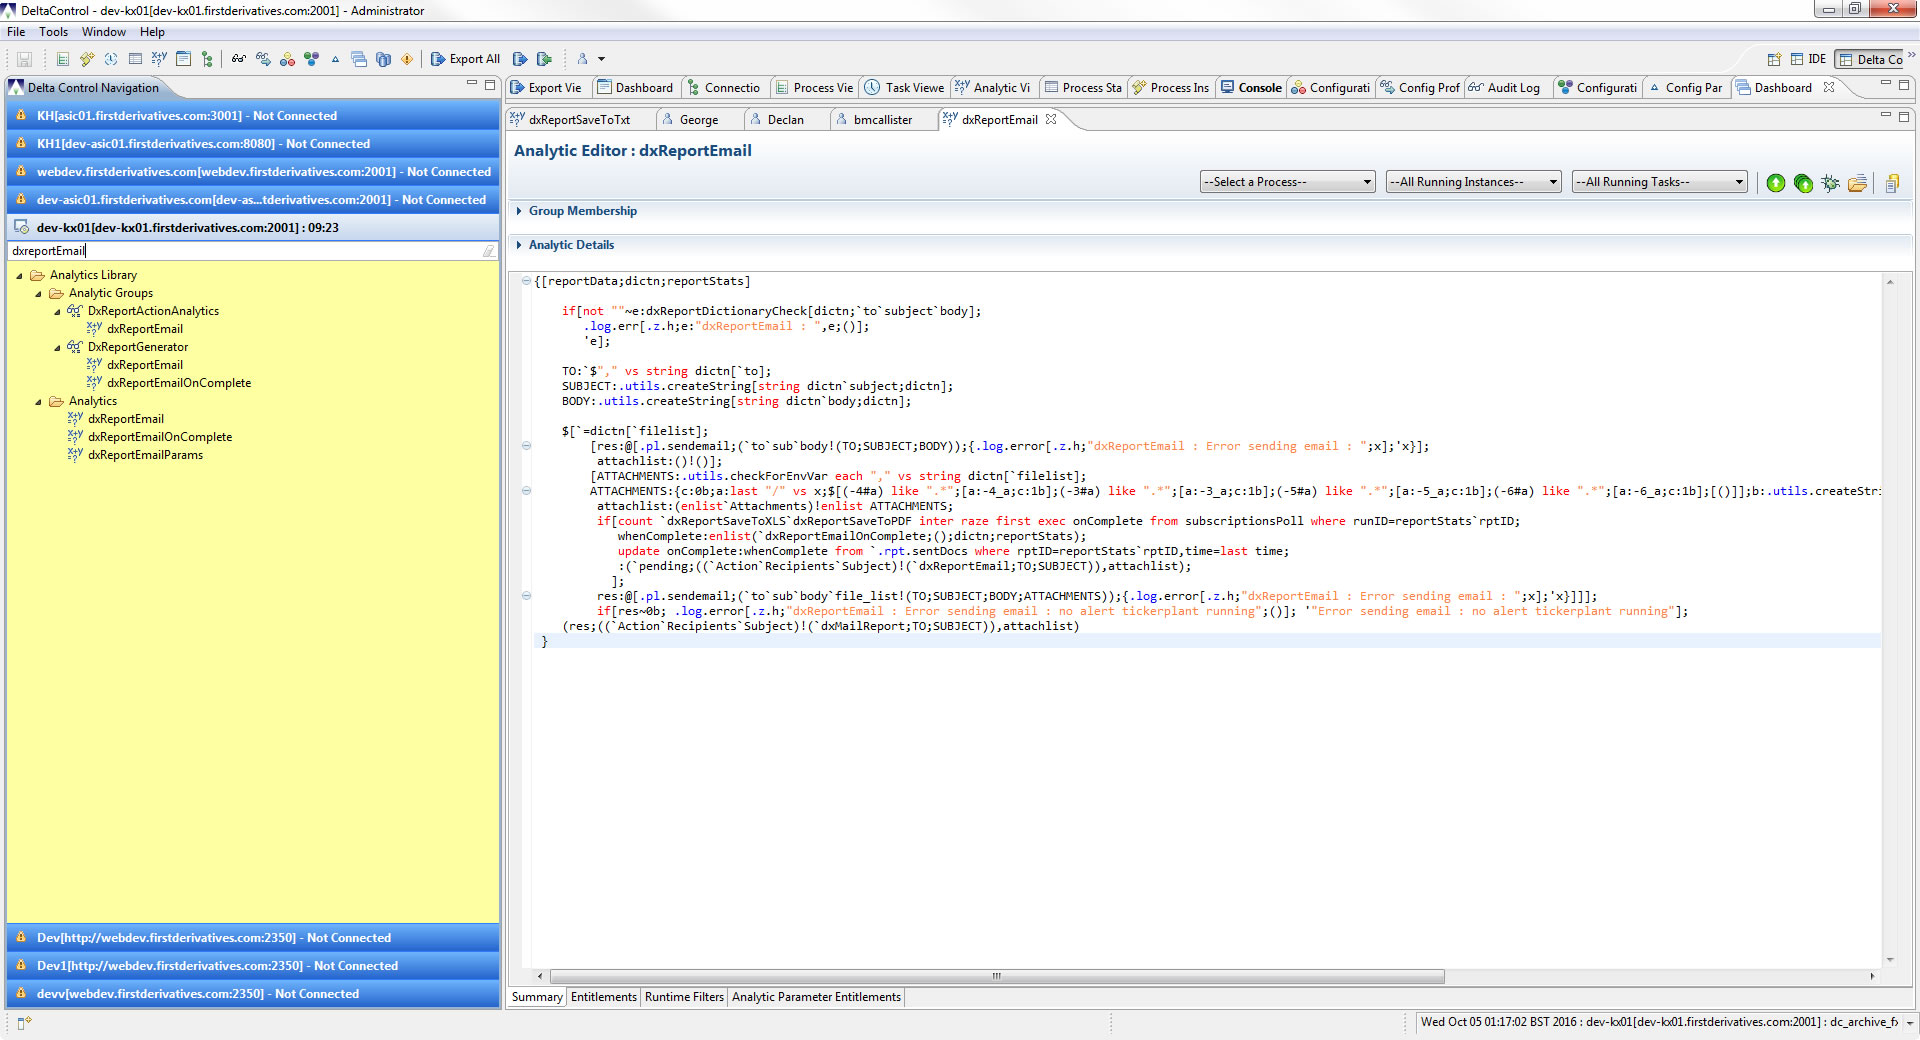 DeltaControl - dev-kx01[dev-kx01.firstderivatives.com:2001] - Administrator
File Tools Window Help
Export All
IDE Delta Co
Delta Control Navigation
KH[asic01.firstderivatives.com:3001] - Not Connected
KH1[dev-asic01.firstderivatives.com:8080] - Not Connected
webdev.firstderivatives.com[webdev.firstderivatives.com:2001] - Not Connected
dev-asic01.firstderivatives.com[dev-as...tderivatives.com:2001] - Not Connected
dev-kx01[dev-kx01.firstderivatives.com:2001] : 09:23
dxreportEmail
Analytics Library
Analytic Groups
DxReportActionAnalytics
dxReportEmail
DxReportGenerator
dxReportEmail
dxReportEmailOnComplete
Analytics
dxReportEmail
dxReportEmailOnComplete
dxReportEmailParams
Dev[http://webdev.firstderivatives.com:2350] - Not Connected
Dev1[http://webdev.firstderivatives.com:2350] - Not Connected
devv[webdev.firstderivatives.com:2350] - Not Connected
Export Vie Dashboard Connectio Process Vie Task Viewe Analytic Vi Process Sta Process Ins Console Configurati Config Prof Audit Log Configurati Config Par Dashboard
dxReportSaveToTxt George Declan bmcallister dxReportEmail
Analytic Editor : dxReportEmail
--Select a Process-- --All Running Instances-- --All Running Tasks--
Group Membership
Analytic Details
{[reportData;dictn;reportStats]
if[not ""~e:dxReportDictionaryCheck[dictn;`to`subject`body];
.log.err[.z.h;e:"dxReportEmail : ",e;()];
'e];
TO:`$"," vs string dictn[`to];
SUBJECT:.utils.createString[string dictn`subject;dictn];
BODY:.utils.createString[string dictn`body;dictn];
$[`=dictn[`filelist];
[res:@[.pl.sendemail;(`to`sub`body!(TO;SUBJECT;BODY));{.log.error[.z.h;"dxReportEmail : Error sending email : ";x];'x}];
attachlist:()!()];
[ATTACHMENTS:.utils.checkForEnvVar each "," vs string dictn[`filelist];
ATTACHMENTS:{c:0b;a:last "/" vs x;$[(-4#a) like ".*";[a:-4_a;c:1b];(-3#a) like ".*";[a:-3_a;c:1b];(-5#a) like ".*";[a:-5_a;c:1b];(-6#a) like ".*";[a:-6_a;c:1b];[()]];b:.utils.createStri
attachlist:(enlist`Attachments)!enlist ATTACHMENTS;
if[count `dxReportSaveToXLS`dxReportSaveToPDF inter raze first exec onComplete from subscriptionsPoll where runID=reportStats`rptID;
whenComplete:enlist(`dxReportEmailOnComplete;();dictn;reportStats);
update onComplete:whenComplete from `.rpt.sentDocs where rptID=reportStats`rptID,time=last time;
:(`pending;((`Action`Recipients`Subject)!(`dxReportEmail;TO;SUBJECT)),attachlist);
];
res:@[.pl.sendemail;(`to`sub`body`file_list!(TO;SUBJECT;BODY;ATTACHMENTS));{.log.error[.z.h;"dxReportEmail : Error sending email : ";x];'x}]]];
if[res~0b; .log.error[.z.h;"dxReportEmail : Error sending email : no alert tickerplant running";()]; '"Error sending email : no alert tickerplant running"];
(res;((`Action`Recipients`Subject)!(`dxMailReport;TO;SUBJECT)),attachlist)
}
Summary Entitlements Runtime Filters Analytic Parameter Entitlements
Wed Oct 05 01:17:02 BST 2016 : dev-kx01[dev-kx01.firstderivatives.com:2001] : dc_archive_f